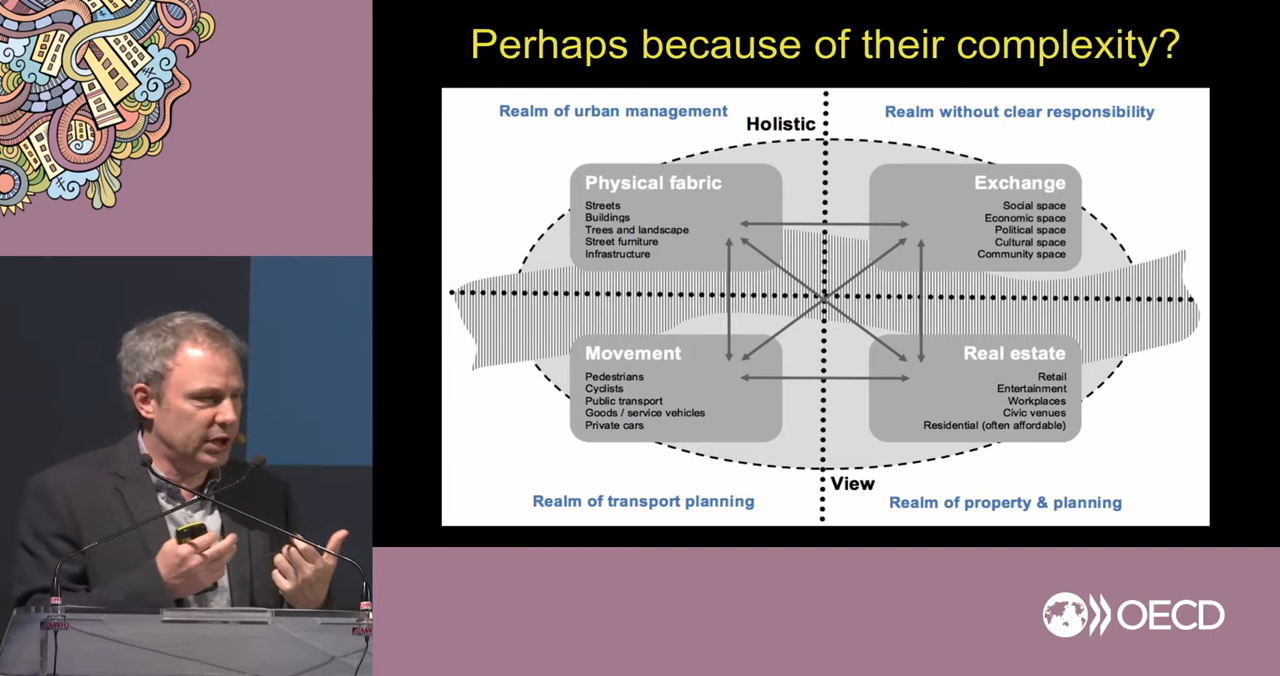 Perhaps because of their complexity?
Realm of urban management
Realm without clear responsibility
Holistic
Physical fabric
Streets
Buildings
Trees and landscape
Street furniture
Infrastructure
Exchange
Social space
Economic space
Political space
Cultural space
Community space
Movement
Pedestrians
Cyclists
Public transport
Goods / service vehicles
Private cars
Real estate
Retail
Entertainment
Workplaces
Civic venues
Residential (often affordable)
View
Realm of transport planning
Realm of property & planning
OECD